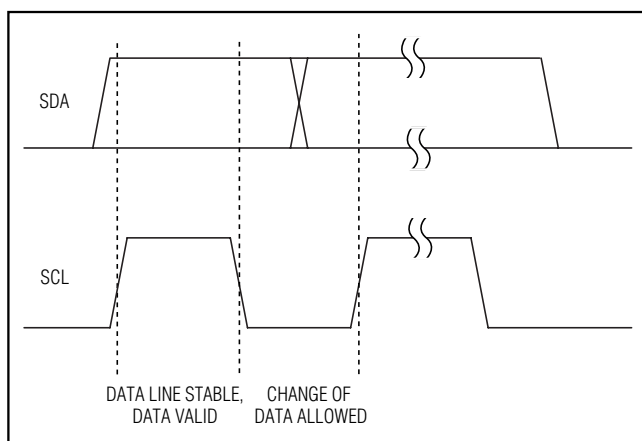 SDA
SCL
DATA LINE STABLE,
DATA VALID
CHANGE OF
DATA ALLOWED